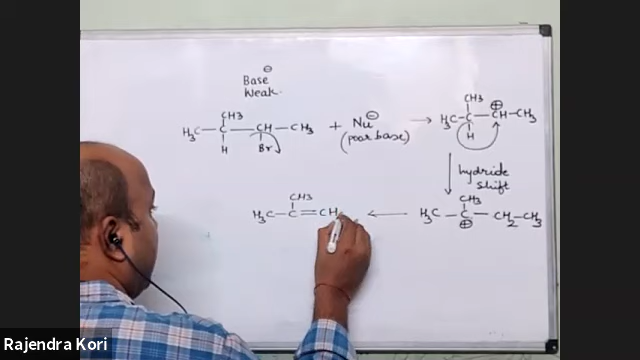 ⊖
Base
Weak.
CH3
H3C—C—CH—CH3
H Br
+ Nu⊖
(poor base)
→
CH3 ⊕
H3C—C—CH—CH3
H
hydride
shift
CH3
H3C—C—CH2—CH3
⊕
←
CH3
H3C—C=CH
Rajendra Kori